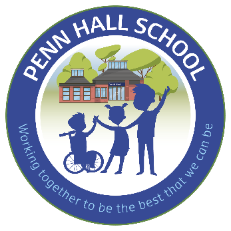 PENN HALL SCHOOL
Working together to be the best that we can be